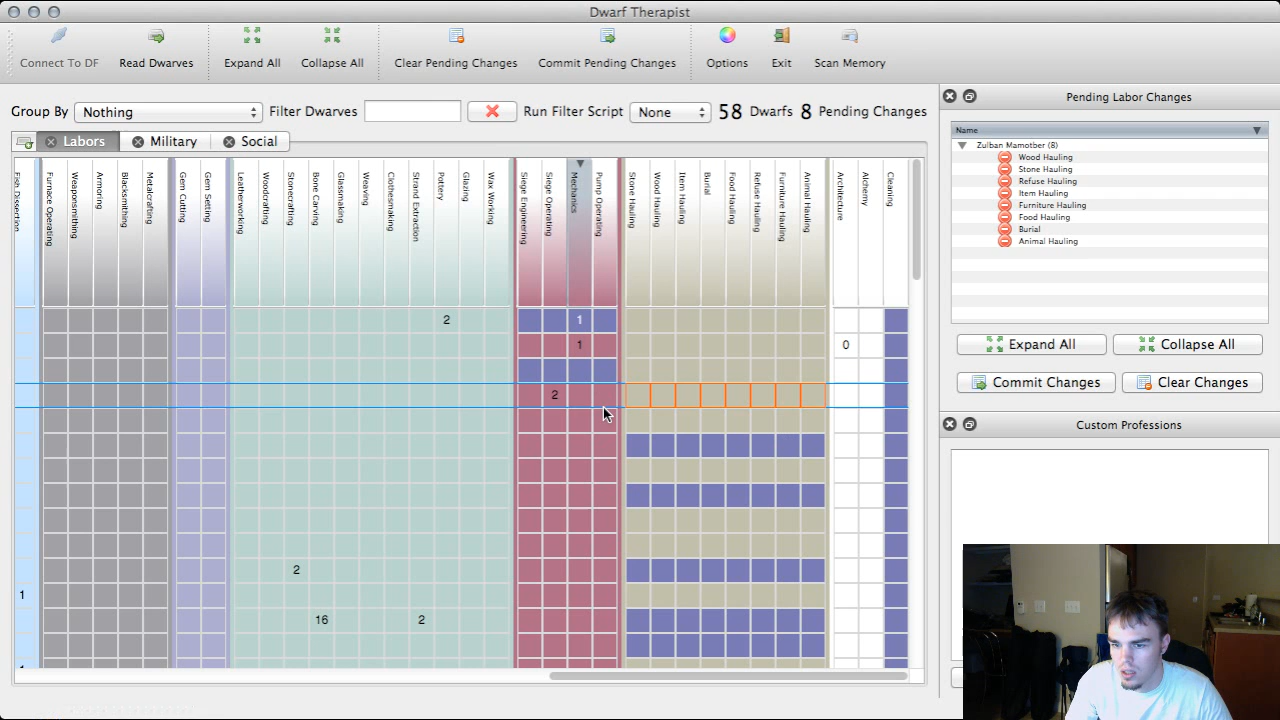 Dwarf Therapist
Connect To DF Read Dwarves Expand All Collapse All Clear Pending Changes Commit Pending Changes Options Exit Scan Memory
Group By Nothing Filter Dwarves Run Filter Script None 58 Dwarfs 8 Pending Changes
Labors Military Social
Fish Dissection
Furnace Operating
Weaponsmithing
Armoring
Blacksmithing
Metalcrafting
Gem Cutting
Gem Setting
Leatherworking
Woodcrafting
Stonecrafting
Bone Carving
Glassmaking
Weaving
Clothesmaking
Strand Extraction
Pottery
Glazing
Wax Working
Siege Engineering
Siege Operating
Mechanics
Pump Operating
Stone Hauling
Wood Hauling
Item Hauling
Burial
Food Hauling
Refuse Hauling
Furniture Hauling
Animal Hauling
Architecture
Alchemy
Cleaning
2 1
1 0
2
2
1
16 2
Pending Labor Changes
Name
Zulban Mamotber (8)
Wood Hauling
Stone Hauling
Refuse Hauling
Item Hauling
Furniture Hauling
Food Hauling
Burial
Animal Hauling
Expand All Collapse All
Commit Changes Clear Changes
Custom Professions